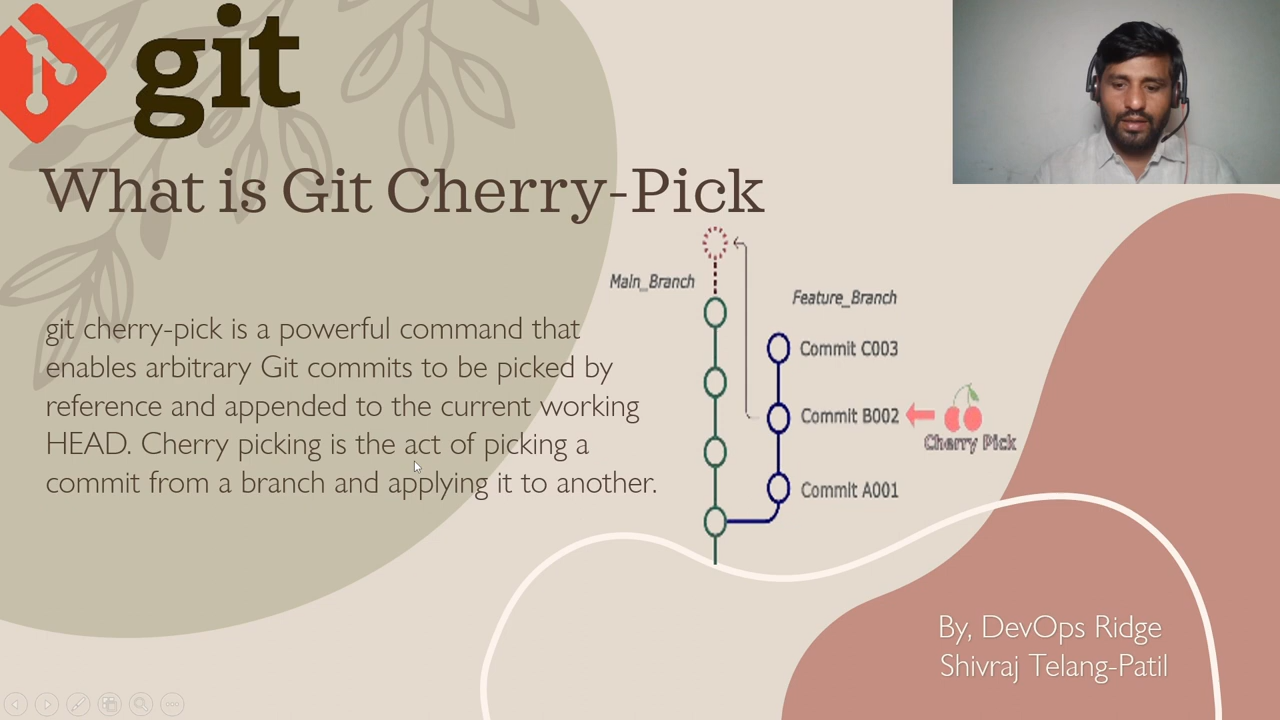 git
What is Git Cherry-Pick
git cherry-pick is a powerful command that
enables arbitrary Git commits to be picked by
reference and appended to the current working
HEAD. Cherry picking is the act of picking a
commit from a branch and applying it to another.
Main_Branch
Feature_Branch
Commit C003
Commit B002
Cherry Pick
Commit A001
By, DevOps Ridge
Shivraj Telang-Patil